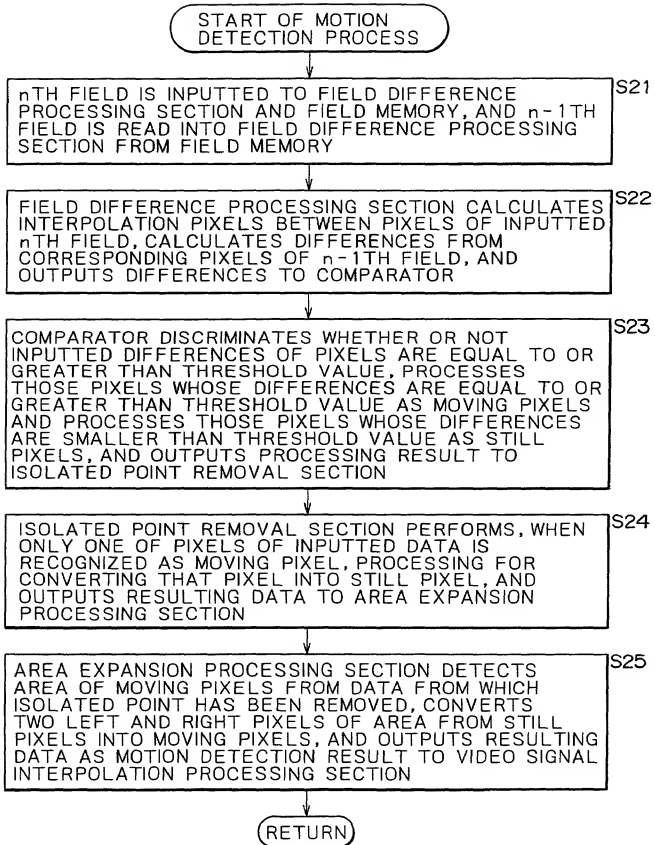 START OF MOTION
DETECTION PROCESS
S21
nTH FIELD IS INPUTTED TO FIELD DIFFERENCE
PROCESSING SECTION AND FIELD MEMORY, AND n-1TH
FIELD IS READ INTO FIELD DIFFERENCE PROCESSING
SECTION FROM FIELD MEMORY
S22
FIELD DIFFERENCE PROCESSING SECTION CALCULATES
INTERPOLATION PIXELS BETWEEN PIXELS OF INPUTTED
nTH FIELD, CALCULATES DIFFERENCES FROM
CORRESPONDING PIXELS OF n-1TH FIELD, AND
OUTPUTS DIFFERENCES TO COMPARATOR
S23
COMPARATOR DISCRIMINATES WHETHER OR NOT
INPUTTED DIFFERENCES OF PIXELS ARE EQUAL TO OR
GREATER THAN THRESHOLD VALUE, PROCESSES
THOSE PIXELS WHOSE DIFFERENCES ARE EQUAL TO OR
GREATER THAN THRESHOLD VALUE AS MOVING PIXELS
AND PROCESSES THOSE PIXELS WHOSE DIFFERENCES
ARE SMALLER THAN THRESHOLD VALUE AS STILL
PIXELS, AND OUTPUTS PROCESSING RESULT TO
ISOLATED POINT REMOVAL SECTION
S24
ISOLATED POINT REMOVAL SECTION PERFORMS, WHEN
ONLY ONE OF PIXELS OF INPUTTED DATA IS
RECOGNIZED AS MOVING PIXEL, PROCESSING FOR
CONVERTING THAT PIXEL INTO STILL PIXEL, AND
OUTPUTS RESULTING DATA TO AREA EXPANSION
PROCESSING SECTION
S25
AREA EXPANSION PROCESSING SECTION DETECTS
AREA OF MOVING PIXELS FROM DATA FROM WHICH
ISOLATED POINT HAS BEEN REMOVED, CONVERTS
TWO LEFT AND RIGHT PIXELS OF AREA FROM STILL
PIXELS INTO MOVING PIXELS, AND OUTPUTS RESULTING
DATA AS MOTION DETECTION RESULT TO VIDEO SIGNAL
INTERPOLATION PROCESSING SECTION
RETURN